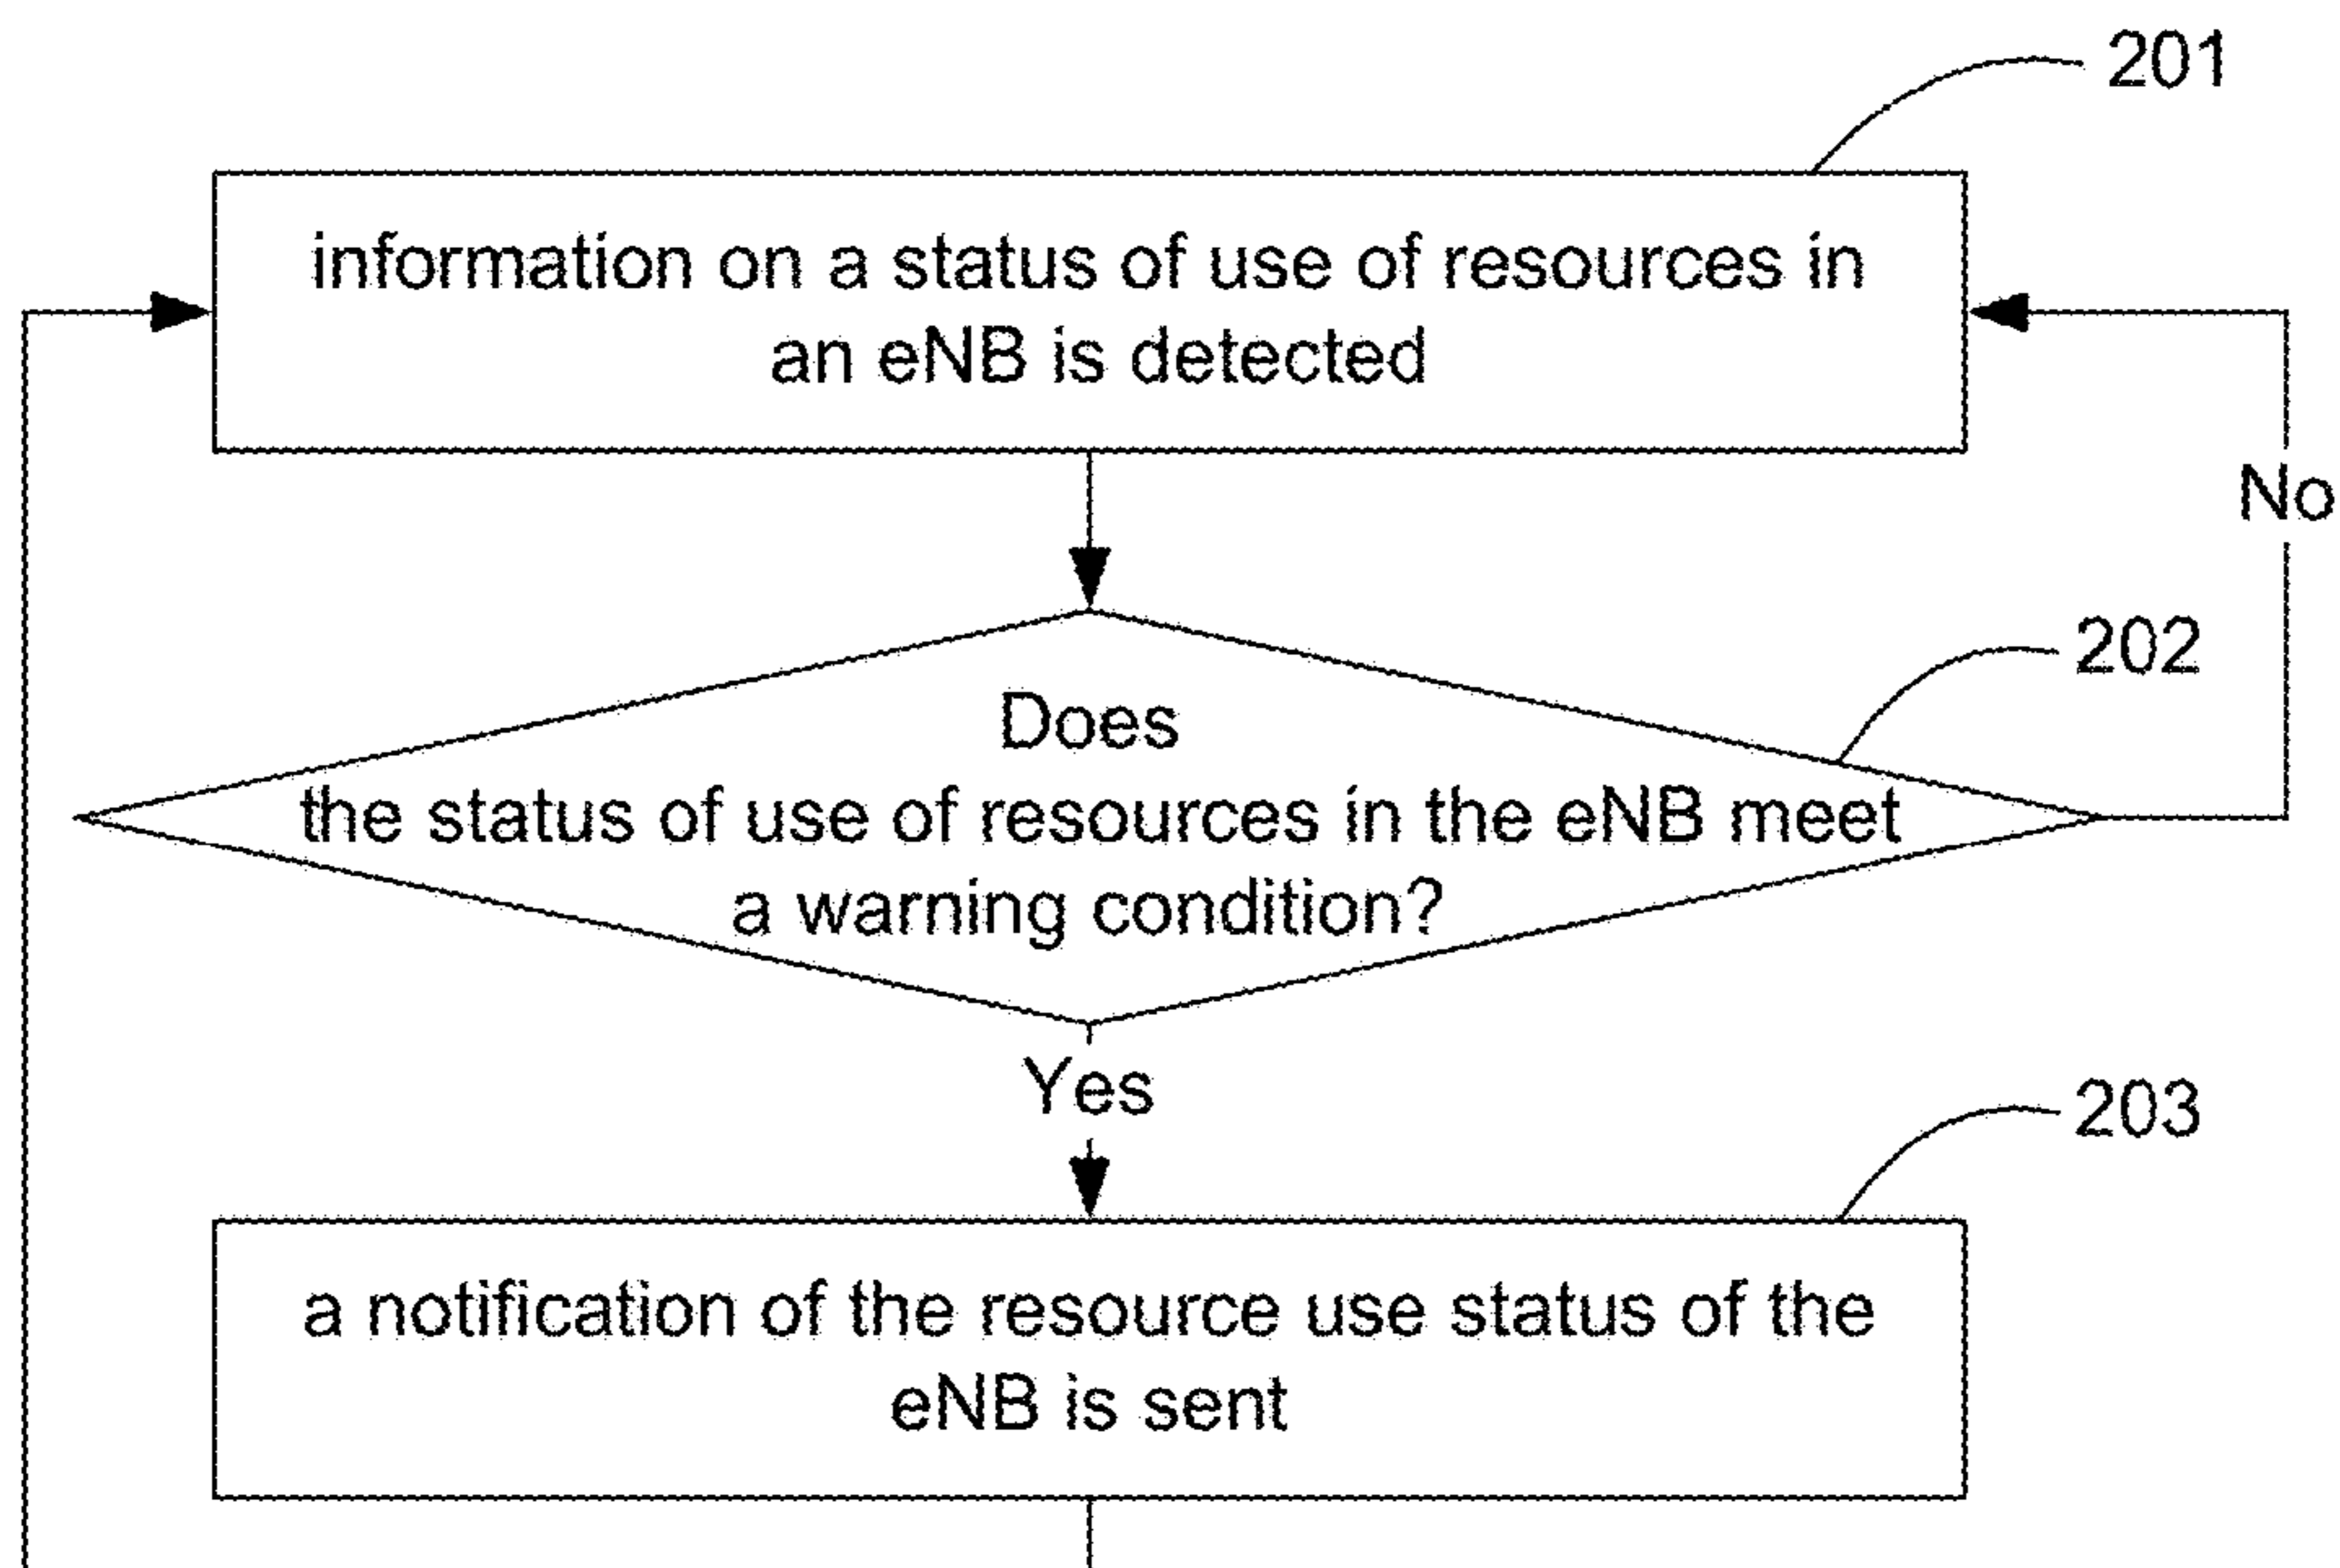 201
information on a status of use of resources in
an eNB is detected
No
202
Does
the status of use of resources in the eNB meet
a warning condition?
Yes
203
a notification of the resource use status of the
eNB is sent